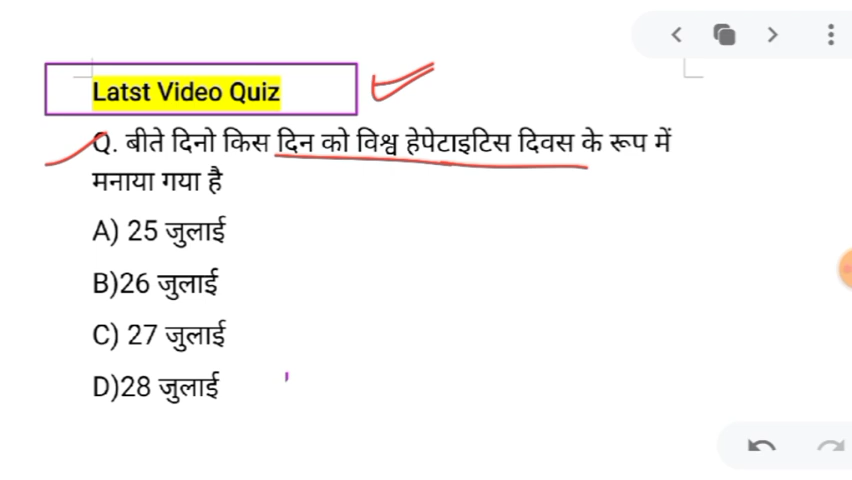 Latst Video Quiz
Q. बीते दिनो किस दिन को विश्व हेपेटाइटिस दिवस के रूप में
मनाया गया है
A) 25 जुलाई
B)26 जुलाई
C) 27 जुलाई
D)28 जुलाई